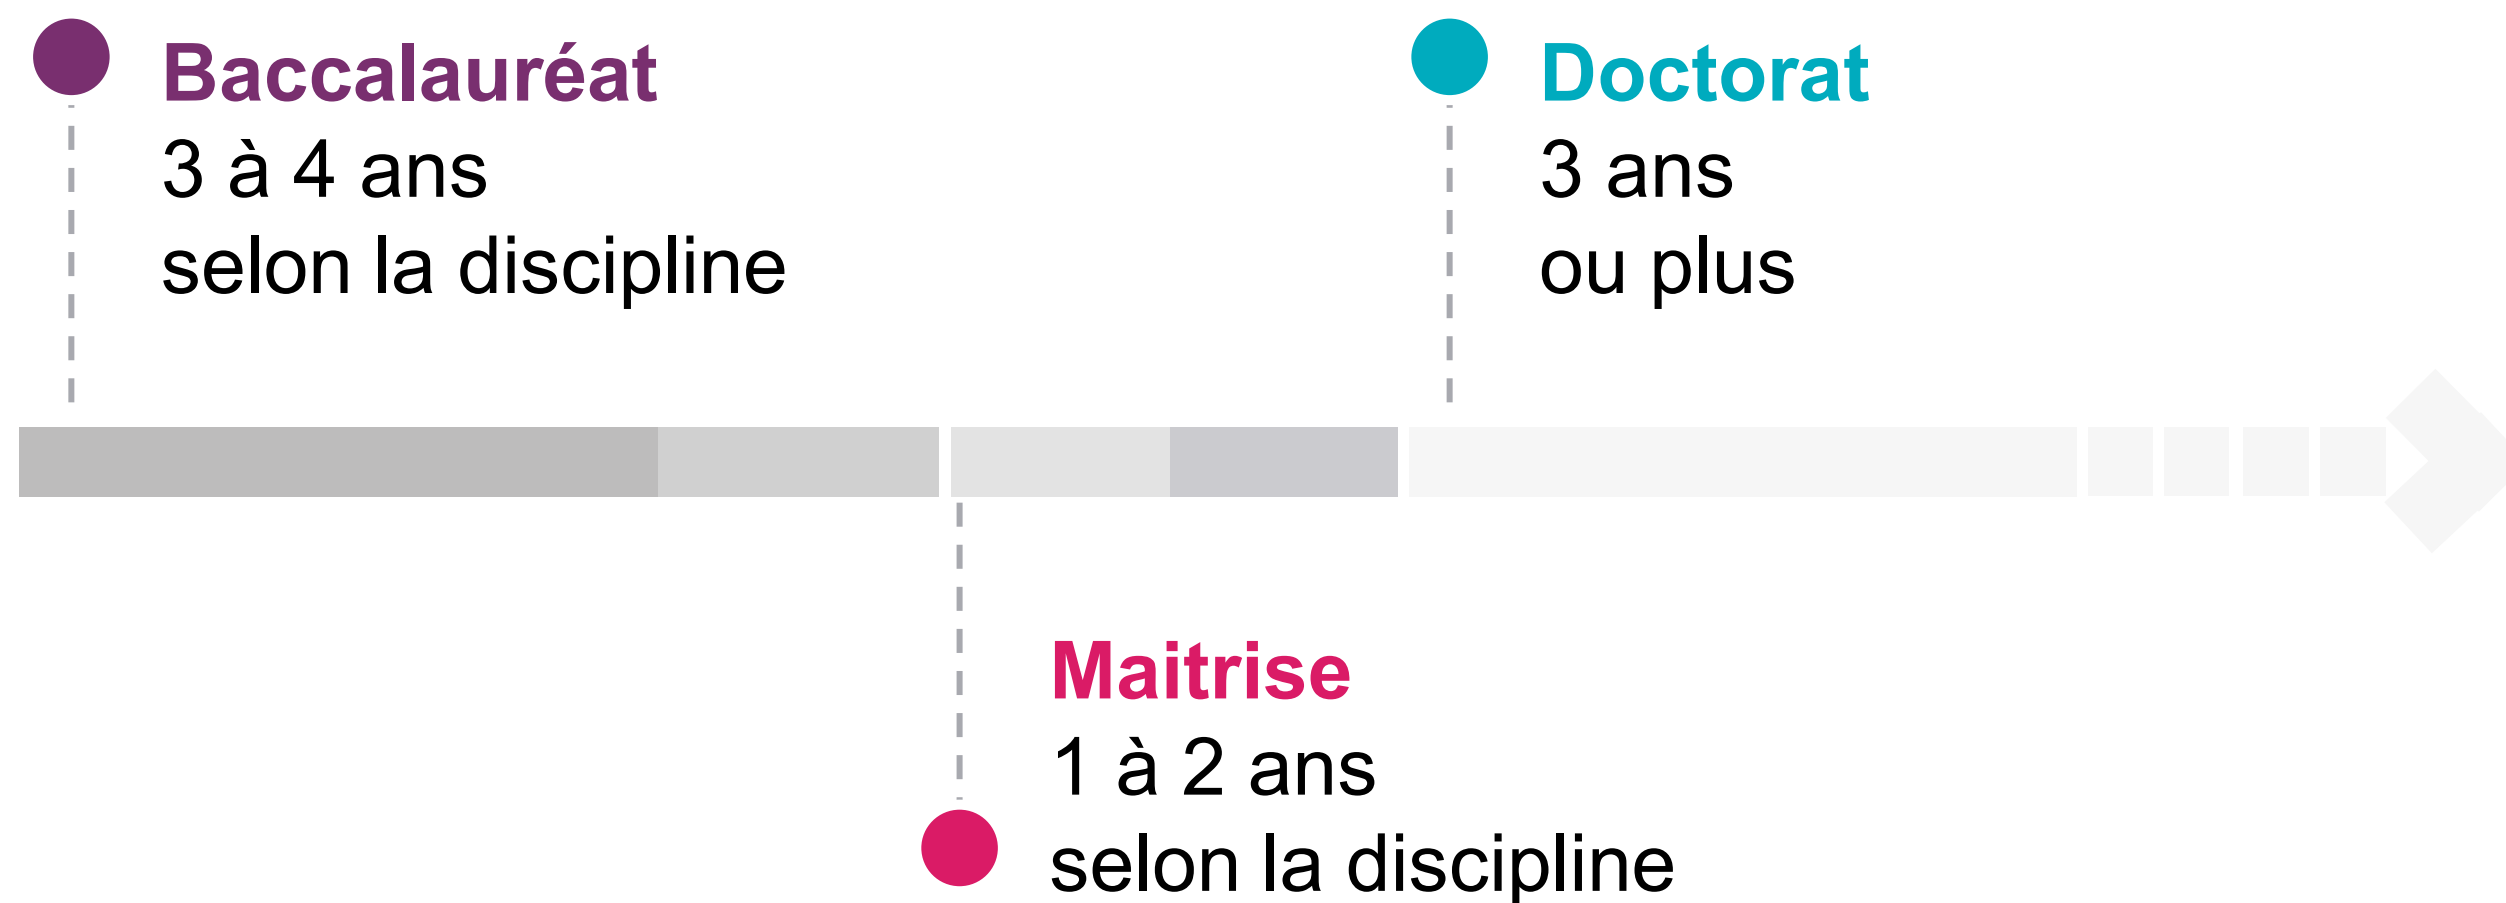 Baccalauréat
3 à 4 ans
selon la discipline
Doctorat
3 ans
ou plus
Maitrise
1 à 2 ans
selon la discipline